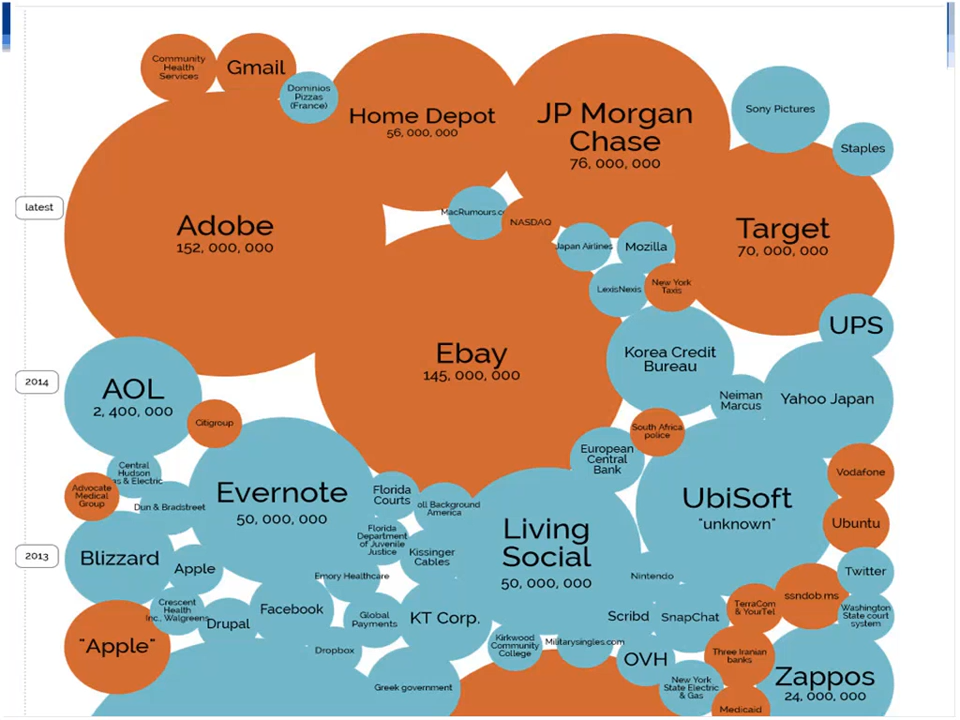 Community
Health
Services
Gmail
Dominios
Pizzas
(France)
Home Depot
56, 000, 000
JP Morgan
Chase
76, 000, 000
Sony Pictures
Staples
latest
Adobe
152, 000, 000
MacRumours.c
NASDAQ
Japan Airlines
Mozilla
Target
70, 000, 000
LexisNexis
New York
Taxis
UPS
Ebay
145, 000, 000
Korea Credit
Bureau
2014
AOL
2, 400, 000
Neiman
Marcus
Yahoo Japan
Citigroup
South Africa
police
European
Central
Bank
Central
Hudson
as & Electric
Advocate
Medical
Group
Dun & Bradstreet
Evernote
50, 000, 000
Florida
Courts
oll Background
America
UbiSoft
"unknown"
Vodafone
Ubuntu
Florida
Department
of Juvenile
Justice
Kissinger
Cables
Living
Social
50, 000, 000
2013
Blizzard
Apple
Emory Healthcare
Nintendo
Twitter
ssndob.ms
Crescent
Health
Inc., Walgreens
Drupal
Facebook
Global
Payments
KT Corp.
Scribd
SnapChat
TerraCom
& YourTel
Washington
State court
system
"Apple"
Dropbox
Kirkwood
Community
College
Militarysingles.com
OVH
Three Iranian
banks
Zappos
24, 000, 000
Greek government
New York
State Electric
& Gas
Medicaid